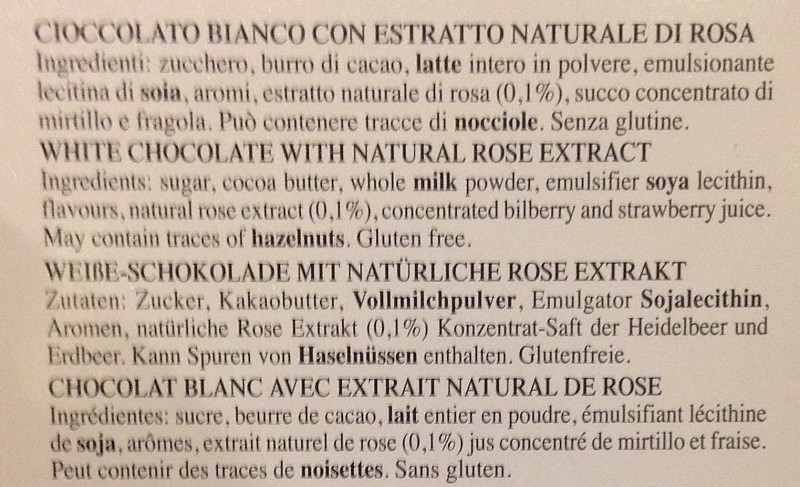 CIOCCOLATO BIANCO CON ESTRATTO NATURALE DI ROSA
Ingredienti: zucchero, burro di cacao, latte intero in polvere, emulsionante
lecitina di soia, aromi, estratto naturale di rosa (0,1%), succo concentrato di
mirtillo e fragola. Può contenere tracce di nocciole. Senza glutine.
WHITE CHOCOLATE WITH NATURAL ROSE EXTRACT
Ingredients: sugar, cocoa butter, whole milk powder, emulsifier soya lecithin,
flavours, natural rose extract (0,1%), concentrated bilberry and strawberry juice.
May contain traces of hazelnuts. Gluten free.
WEIßE-SCHOKOLADE MIT NATÜRLICHE ROSE EXTRAKT
Zutaten: Zucker, Kakaobutter, Vollmilchpulver, Emulgator Sojalecithin,
Aromen, natürliche Rose Extrakt (0,1%) Konzentrat-Saft der Heidelbeer und
Erdbeer. Kann Spuren von Haselnüssen enthalten. Glutenfreie.
CHOCOLAT BLANC AVEC EXTRAIT NATURAL DE ROSE
Ingrédientes: sucre, beurre de cacao, lait entier en poudre, émulsifiant lécithine
de soja, arômes, extrait naturel de rose (0,1%) jus concentré de mirtillo et fraise.
Peut contenir des traces de noisettes. Sans gluten.